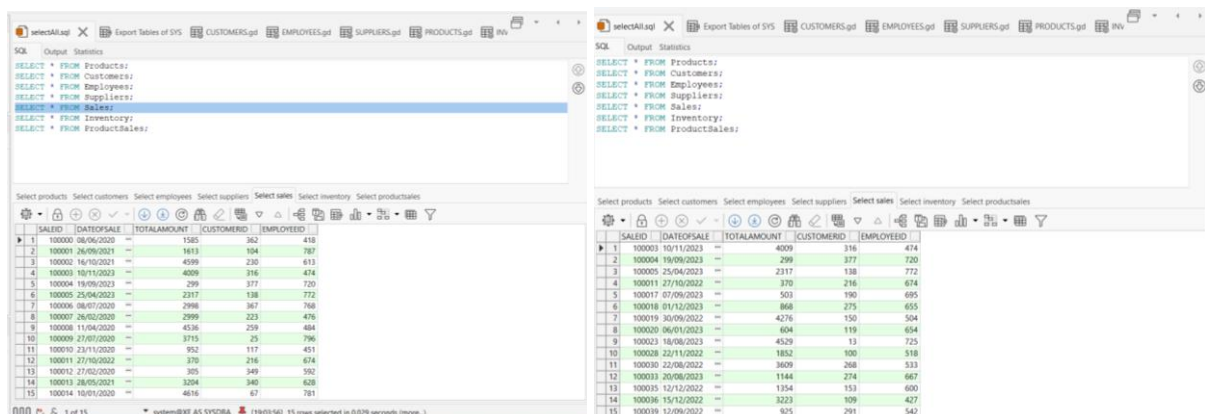 selectAll.sql Export Tables of SYS CUSTOMERS.gd EMPLOYEES.gd SUPPLIERS.gd PRODUCTS.gd INV
SQL Output Statistics
SELECT * FROM Products;
SELECT * FROM Customers;
SELECT * FROM Employees;
SELECT * FROM Suppliers;
SELECT * FROM Sales;
SELECT * FROM Inventory;
SELECT * FROM ProductSales;
Select products Select customers Select employees Select suppliers Select sales Select inventory Select productsales
SALEID DATEOFSALE TOTALAMOUNT CUSTOMERID EMPLOYEEID
1 100000 08/06/2020 1585 362 418
2 100001 26/09/2021 1613 104 787
3 100002 16/10/2021 4599 230 613
4 100003 10/11/2023 4009 316 474
5 100004 19/09/2023 299 377 720
6 100005 25/04/2023 2317 138 772
7 100006 08/07/2020 2998 367 768
8 100007 26/02/2020 2999 223 476
9 100008 11/04/2020 4536 259 484
10 100009 27/07/2020 3715 25 796
11 100010 23/11/2020 952 117 451
12 100011 27/10/2022 370 216 674
13 100012 27/02/2020 305 349 592
14 100013 28/05/2021 3204 340 628
15 100014 10/01/2020 4616 67 781
1 of 15 system@XE AS SYSDBA [19:03:56] 15 rows selected in 0.029 seconds (more...)
selectAll.sql Export Tables of SYS CUSTOMERS.gd EMPLOYEES.gd SUPPLIERS.gd PRODUCTS.gd INV
SQL Output Statistics
SELECT * FROM Products;
SELECT * FROM Customers;
SELECT * FROM Employees;
SELECT * FROM Suppliers;
SELECT * FROM Sales;
SELECT * FROM Inventory;
SELECT * FROM ProductSales;
Select products Select customers Select employees Select suppliers Select sales Select inventory Select productsales
SALEID DATEOFSALE TOTALAMOUNT CUSTOMERID EMPLOYEEID
1 100003 10/11/2023 4009 316 474
2 100004 19/09/2023 299 377 720
3 100005 25/04/2023 2317 138 772
4 100011 27/10/2022 370 216 674
5 100017 07/09/2023 503 190 695
6 100018 01/12/2023 868 275 655
7 100019 30/09/2022 4276 150 504
8 100020 06/01/2023 604 119 654
9 100023 18/08/2023 4529 13 725
10 100028 22/11/2022 1852 100 518
11 100030 22/08/2022 3609 268 533
12 100033 20/08/2023 1144 274 667
13 100035 12/12/2022 1354 153 600
14 100036 15/12/2022 3223 109 427
15 100039 12/09/2022 925 291 542